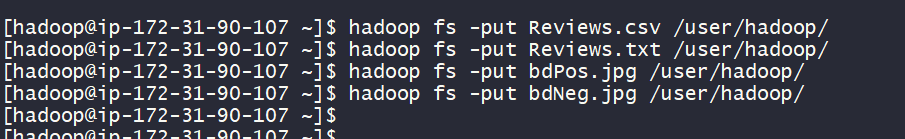 [hadoop@ip-172-31-90-107 ~]$ hadoop fs -put Reviews.csv /user/hadoop/
[hadoop@ip-172-31-90-107 ~]$ hadoop fs -put Reviews.txt /user/hadoop/
[hadoop@ip-172-31-90-107 ~]$ hadoop fs -put bdPos.jpg /user/hadoop/
[hadoop@ip-172-31-90-107 ~]$ hadoop fs -put bdNeg.jpg /user/hadoop/
[hadoop@ip-172-31-90-107 ~]$
[hadoop@ip-172-31-90-107 ~]$